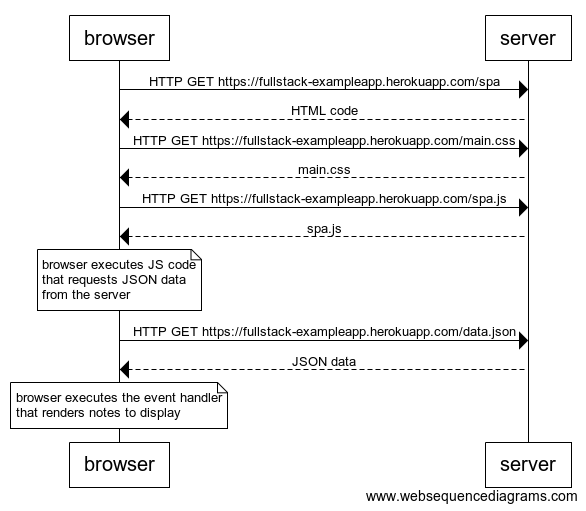 browser
server
HTTP GET https://fullstack-exampleapp.herokuapp.com/spa
HTML code
HTTP GET https://fullstack-exampleapp.herokuapp.com/main.css
main.css
HTTP GET https://fullstack-exampleapp.herokuapp.com/spa.js
spa.js
browser executes JS code
that requests JSON data
from the server
HTTP GET https://fullstack-exampleapp.herokuapp.com/data.json
JSON data
browser executes the event handler
that renders notes to display
browser
server
www.websequencediagrams.com